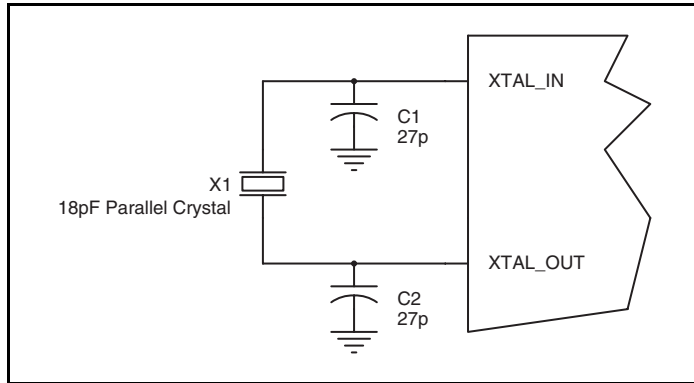 XTAL_IN
C1
27p
X1
18pF Parallel Crystal
XTAL_OUT
C2
27p